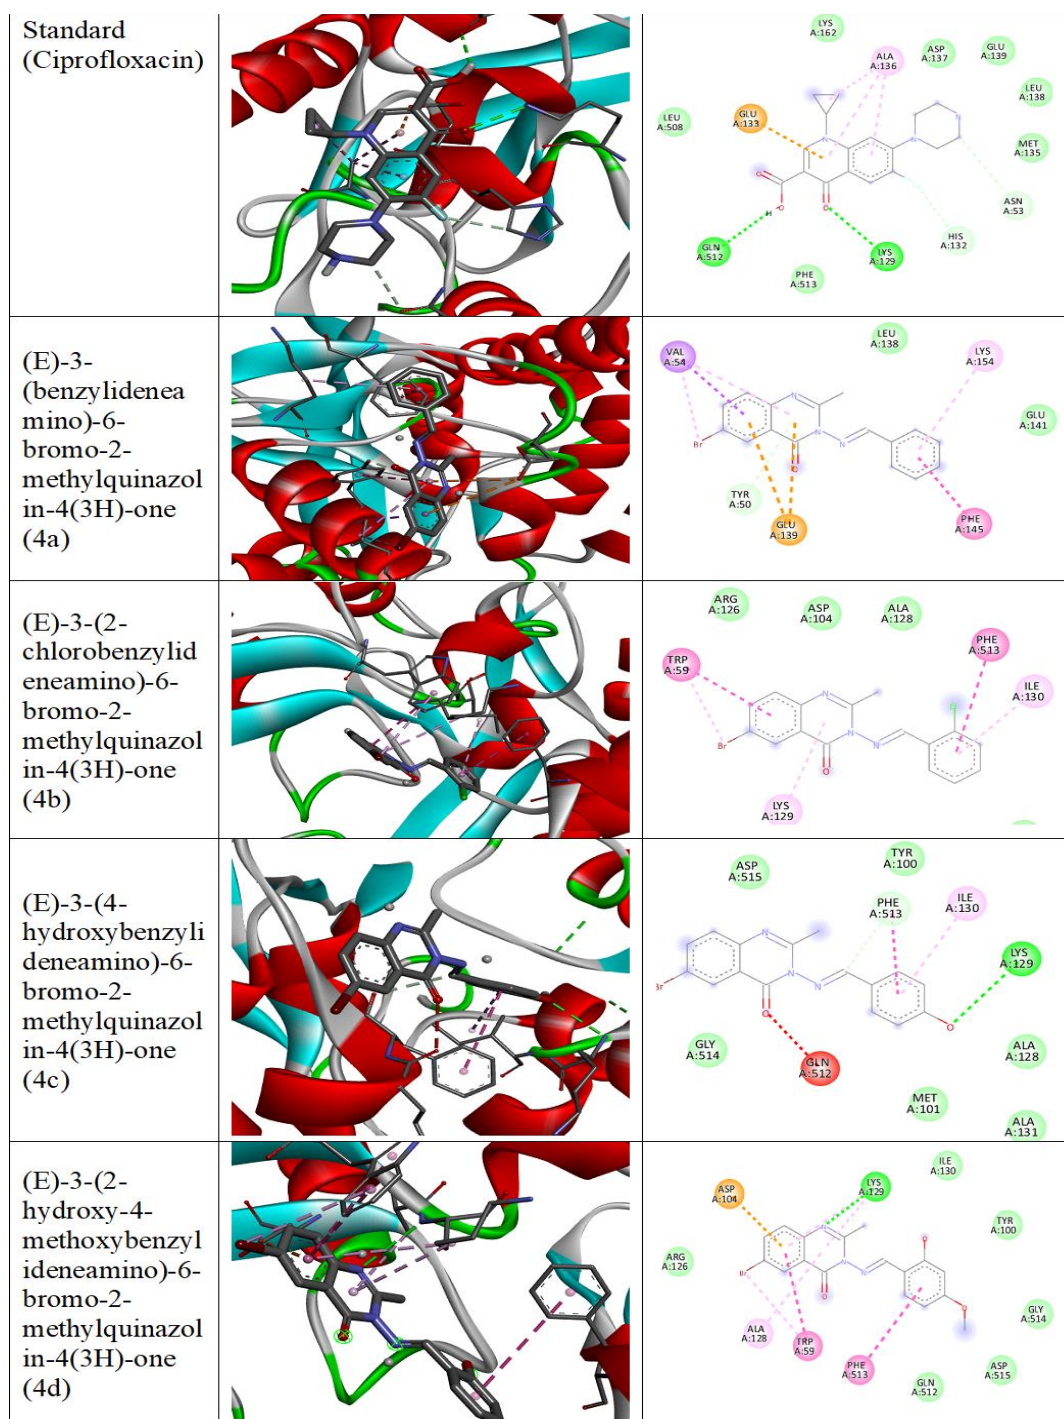 Standard
(Ciprofloxacin)
LYS
A:162
ALA
A:136
ASP
A:137
GLU
A:139
LEU
A:138
LEU
A:508
GLU
A:133
MET
A:135
N
N
N
O
O
H
O
ASN
A:53
HIS
A:132
GLN
A:512
LYS
A:129
PHE
A:513
(E)-3-
(benzylidenea
mino)-6-
bromo-2-
methylquinazol
in-4(3H)-one
(4a)
VAL
A:54
LEU
A:138
LYS
A:154
GLU
A:141
N
N
N
Br
O
TYR
A:50
GLU
A:139
PHE
A:145
(E)-3-(2-
chlorobenzylid
eneamino)-6-
bromo-2-
methylquinazol
in-4(3H)-one
(4b)
ARG
A:126
ASP
A:104
ALA
A:128
PHE
A:513
TRP
A:59
ILE
A:130
N
N
N
Br
O
Cl
LYS
A:129
(E)-3-(4-
hydroxybenzyli
deneamino)-6-
bromo-2-
methylquinazol
in-4(3H)-one
(4c)
ASP
A:515
TYR
A:100
PHE
A:513
ILE
A:130
LYS
A:129
N
N
N
Br
O
O
GLY
A:514
GLN
A:512
ALA
A:128
MET
A:101
ALA
A:131
(E)-3-(2-
hydroxy-4-
methoxybenzyl
ideneamino)-6-
bromo-2-
methylquinazol
in-4(3H)-one
(4d)
ASP
A:104
LYS
A:129
ILE
A:130
TYR
A:100
ARG
A:126
N
N
N
Br
O
O
O
GLY
A:514
ALA
A:128
TRP
A:59
PHE
A:513
GLN
A:512
ASP
A:515